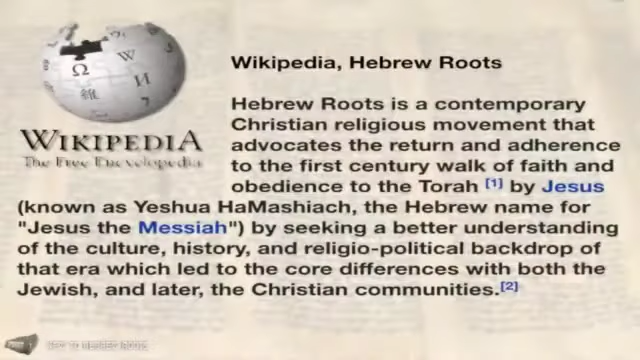 Wikipedia, Hebrew Roots
WIKIPEDIA
The Free Encyclopedia
Hebrew Roots is a contemporary
Christian religious movement that
advocates the return and adherence
to the first century walk of faith and
obedience to the Torah [1] by Jesus
(known as Yeshua HaMashiach, the Hebrew name for
"Jesus the Messiah") by seeking a better understanding
of the culture, history, and religio-political backdrop of
that era which led to the core differences with both the
Jewish, and later, the Christian communities.[2]